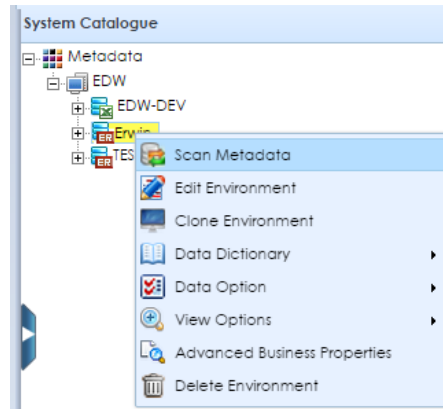 System Catalogue
Metadata
EDW
EDW-DEV
Erwin
TES
Scan Metadata
Edit Environment
Clone Environment
Data Dictionary
Data Option
View Options
Advanced Business Properties
Delete Environment